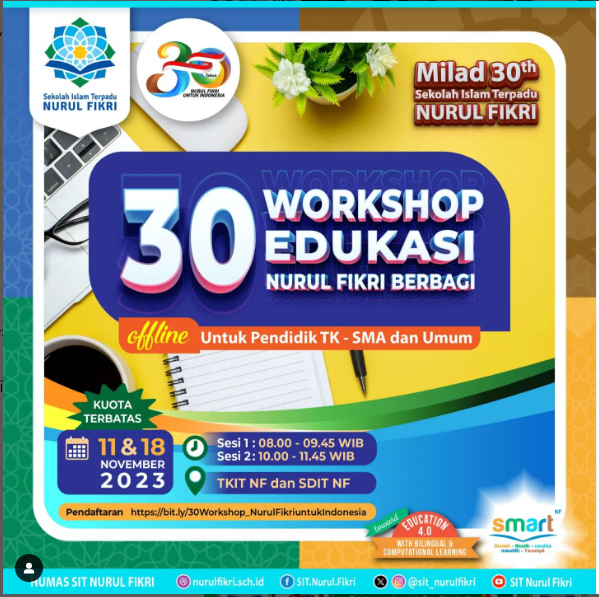 Sekolah Islam Terpadu
NURUL FIKRI
30
Tahun
NURUL FIKRI
UNTUK INDONESIA
Milad 30th
Sekolah Islam Terpadu
NURUL FIKRI
30 WORKSHOP
EDUKASI
NURUL FIKRI BERBAGI
offline Untuk Pendidik TK - SMA dan Umum
KUOTA
TERBATAS
11 & 18
NOVEMBER
2023
Sesi 1 : 08.00 - 09.45 WIB
Sesi 2 : 10.00 - 11.45 WIB
TKIT NF dan SDIT NF
Pendaftaran https://bit.ly/30Workshop_NurulFikriuntukIndonesia
toward
EDUCATION
4.0
WITH BILINGUAL &
COMPUTATIONAL LEARNING
smart NF
HUMAS SIT NURUL FIKRI nurulfikri.sch.id SIT.Nurul.Fikri @sit_nurulfikri SIT Nurul Fikri